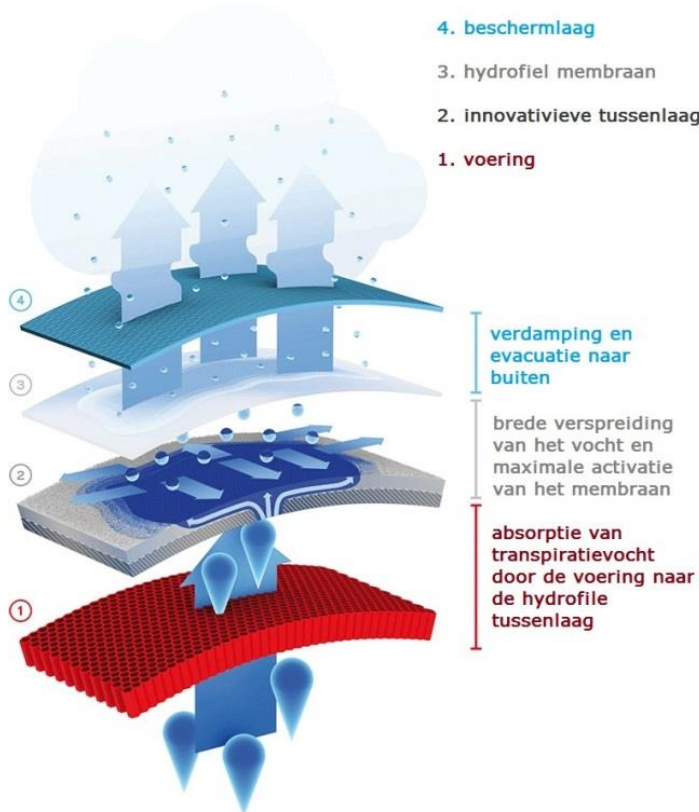 4. beschermlaag
3. hydrofiel membraan
2. innovativieve tussenlaag
1. voering
4
verdamping en
evacuatie naar
buiten
3
brede verspreiding
van het vocht en
maximale activatie
van het membraan
2
absorptie van
transpiratievocht
door de voering naar
de hydrofile
tussenlaag
1